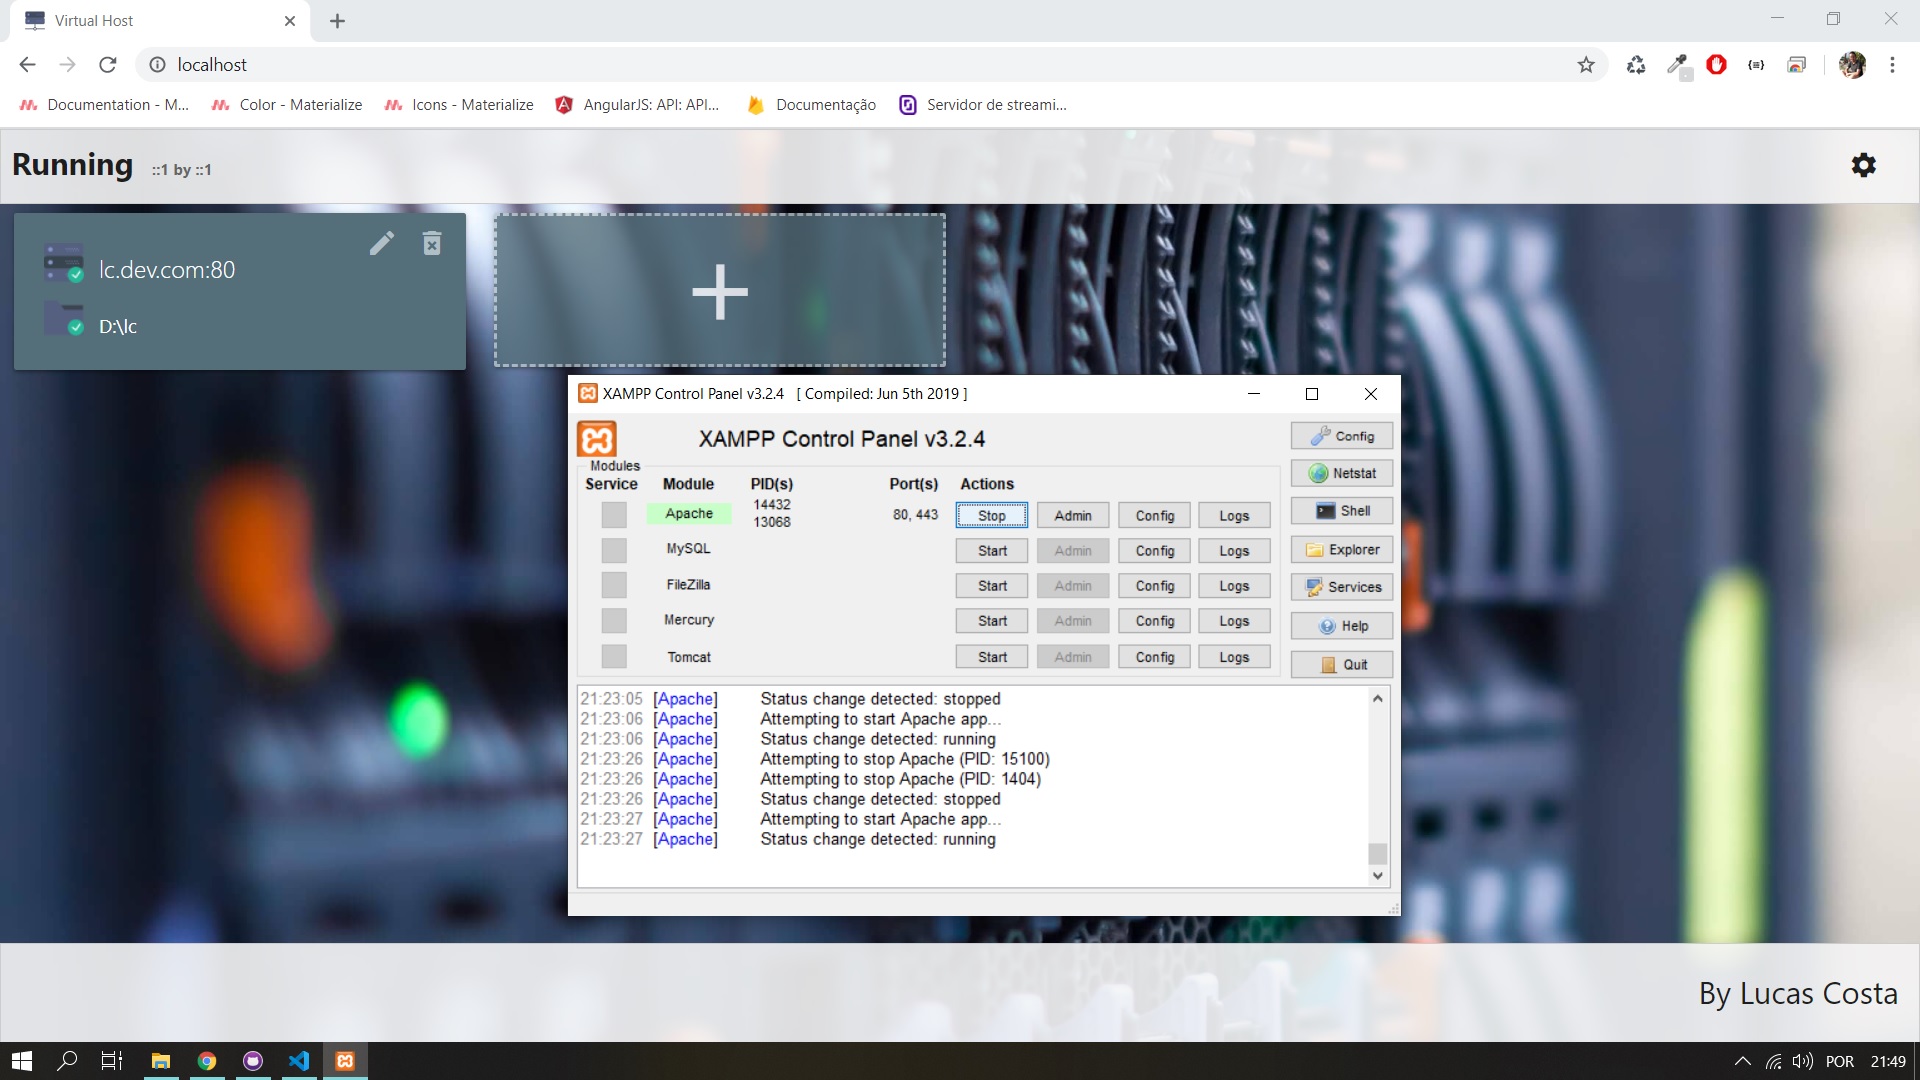 Virtual Host
localhost
Documentation - M...
Color - Materialize
Icons - Materialize
AngularJS: API: API...
Documentação
Servidor de streami...
Running ::1 by ::1
lc.dev.com:80
D:\lc
XAMPP Control Panel v3.2.4 [ Compiled: Jun 5th 2019 ]
XAMPP Control Panel v3.2.4
Modules
Service Module PID(s) Port(s) Actions
Apache 14432 13068 80, 443 Stop Admin Config Logs
MySQL Start Admin Config Logs
FileZilla Start Admin Config Logs
Mercury Start Admin Config Logs
Tomcat Start Admin Config Logs
Config
Netstat
Shell
Explorer
Services
Help
Quit
21:23:05 [Apache] Status change detected: stopped
21:23:06 [Apache] Attempting to start Apache app...
21:23:06 [Apache] Status change detected: running
21:23:26 [Apache] Attempting to stop Apache (PID: 15100)
21:23:26 [Apache] Attempting to stop Apache (PID: 1404)
21:23:26 [Apache] Status change detected: stopped
21:23:27 [Apache] Attempting to start Apache app...
21:23:27 [Apache] Status change detected: running
By Lucas Costa
POR 21:49